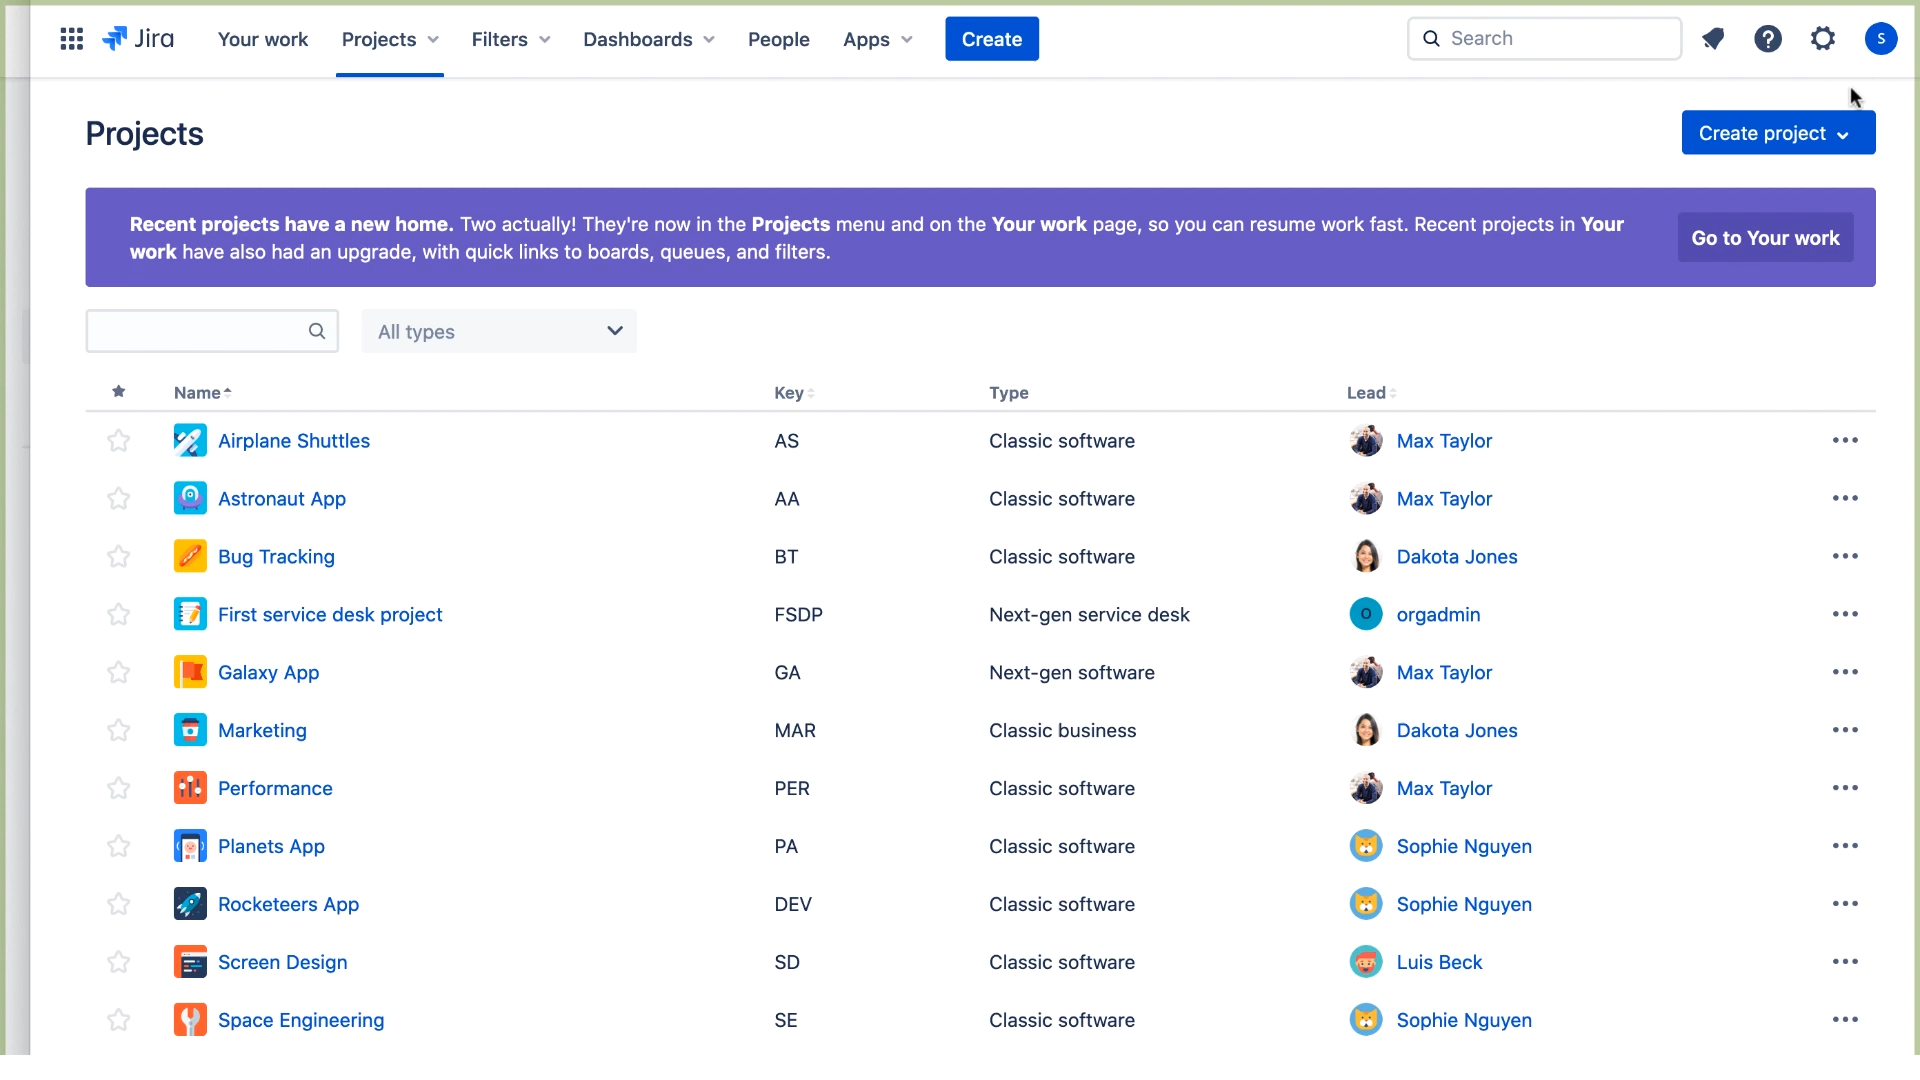 Jira Your work Projects Filters Dashboards People Apps Create Search S
Projects
Create project
Recent projects have a new home. Two actually! They're now in the Projects menu and on the Your work page, so you can resume work fast. Recent projects in Your
work have also had an upgrade, with quick links to boards, queues, and filters.
Go to Your work
All types
Name Key Type Lead
Airplane Shuttles AS Classic software Max Taylor
Astronaut App AA Classic software Max Taylor
Bug Tracking BT Classic software Dakota Jones
First service desk project FSDP Next-gen service desk O orgadmin
Galaxy App GA Next-gen software Max Taylor
Marketing MAR Classic business Dakota Jones
Performance PER Classic software Max Taylor
Planets App PA Classic software Sophie Nguyen
Rocketeers App DEV Classic software Sophie Nguyen
Screen Design SD Classic software Luis Beck
Space Engineering SE Classic software Sophie Nguyen